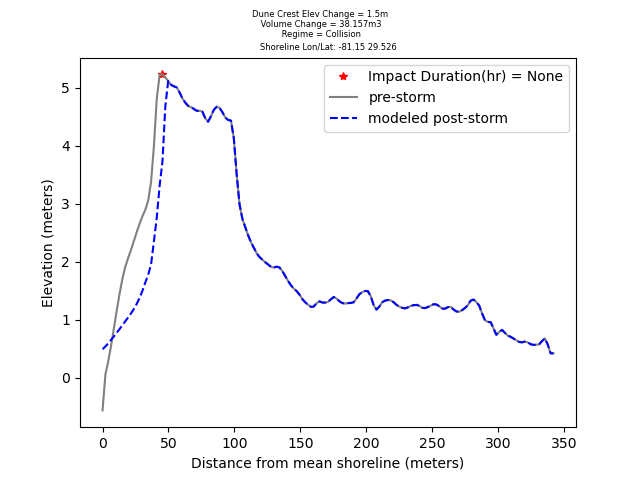 Dune Crest Elev Change = 1.5m
Volume Change = 38.157m3
Regime = Collision
Shoreline Lon/Lat: -81.15 29.526
Impact Duration(hr) = None
pre-storm
modeled post-storm
Elevation (meters)
5
4
3
2
1
0
0 50 100 150 200 250 300 350
Distance from mean shoreline (meters)